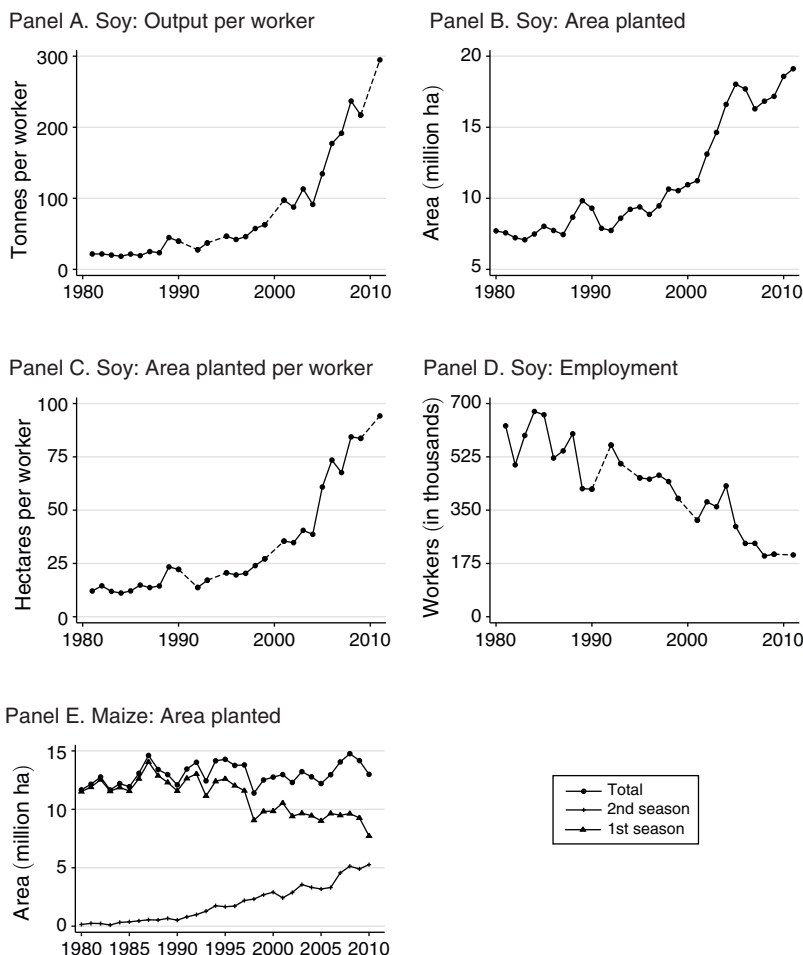 Panel A. Soy: Output per worker
Tonnes per worker
300
200
100
0
1980 1990 2000 2010
Panel B. Soy: Area planted
Area (million ha)
20
15
10
5
1980 1990 2000 2010
Panel C. Soy: Area planted per worker
Hectares per worker
100
75
50
25
0
1980 1990 2000 2010
Panel D. Soy: Employment
Workers (in thousands)
700
525
350
175
0
1980 1990 2000 2010
Panel E. Maize: Area planted
Area (million ha)
15
10
5
0
1980 1985 1990 1995 2000 2005 2010
Total
2nd season
1st season